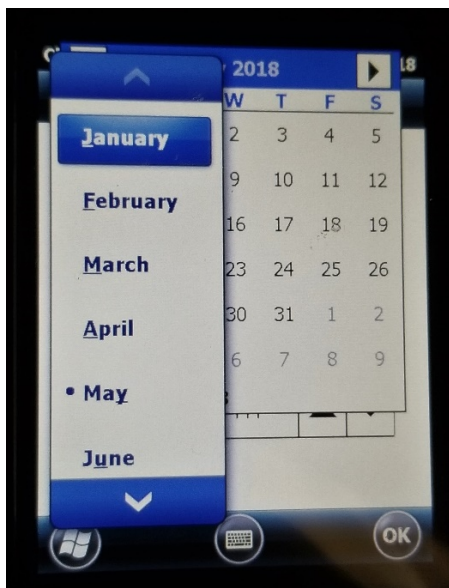 y 2018
18
W T F S
January
2 3 4 5
February
9 10 11 12
16 17 18 19
March
23 24 25 26
April
30 31 1 2
May
6 7 8 9
June
OK